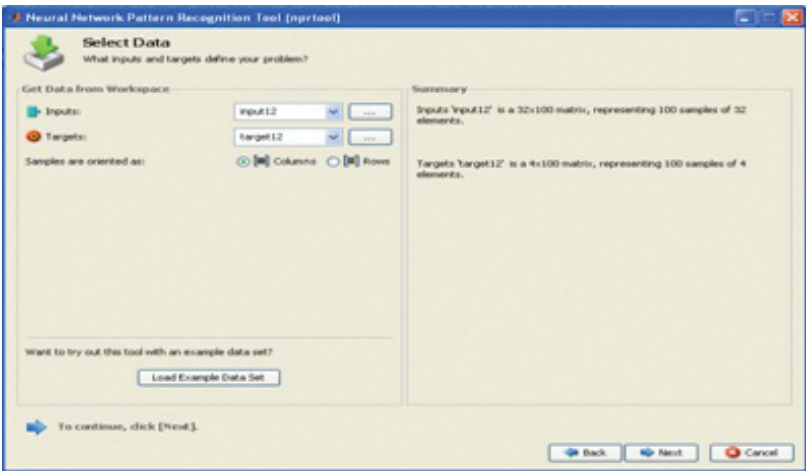 Neural Network Pattern Recognition Tool (nprtool)
Select Data
What inputs and targets define your problem?
Get Data from Workspace
Inputs:
input12
...
Targets:
target12
...
Samples are oriented as:
Columns
Rows
Want to try out this tool with an example data set?
Load Example Data Set
Summary
Inputs 'input12' is a 32x100 matrix, representing 100 samples of 32
elements.
Targets 'target12' is a 4x100 matrix, representing 100 samples of 4
elements.
To continue, click [Next].
Back
Next
Cancel